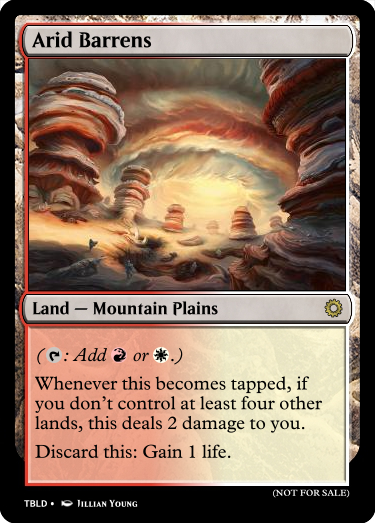 Arid Barrens
Land — Mountain Plains
(: Add or .)
Whenever this becomes tapped, if
you don't control at least four other
lands, this deals 2 damage to you.
Discard this: Gain 1 life.
(NOT FOR SALE)
TBLD • Jillian Young